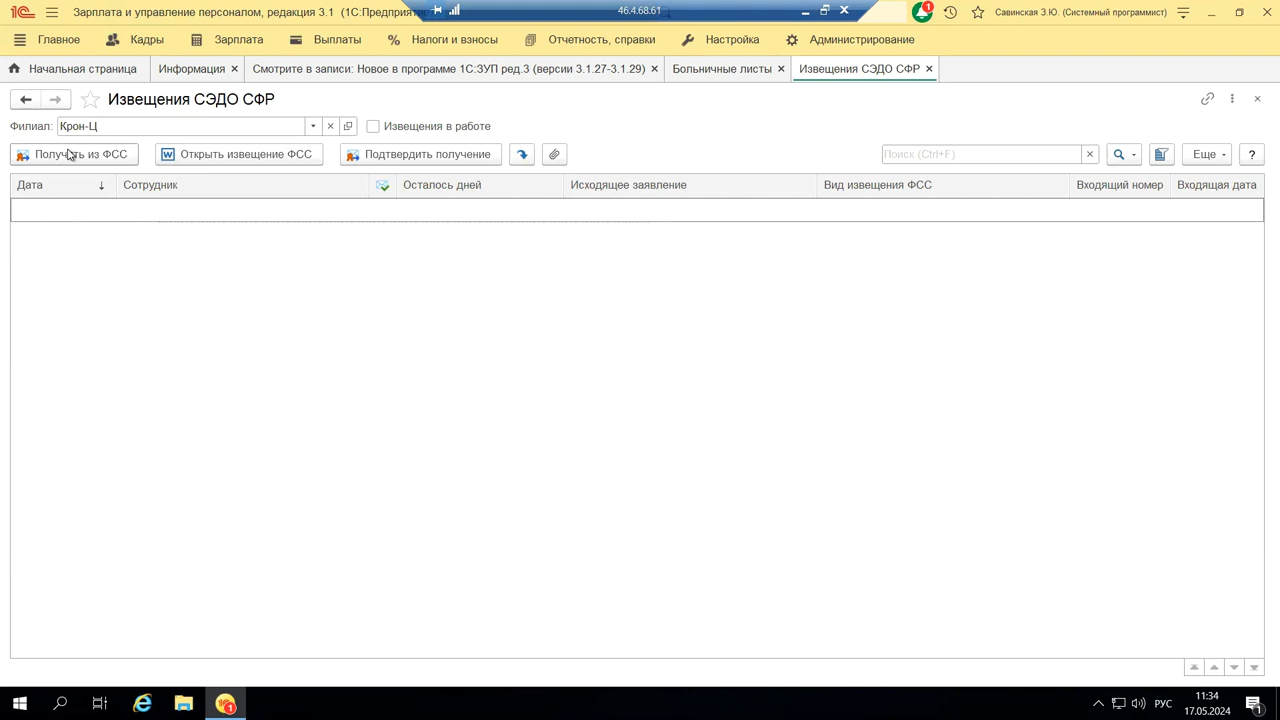 Зарплата и управление персоналом, редакция 3.1 (1С:Предприятие
46.4.68.61
1
Савинская З.Ю. (Системный программист)
Главное
Кадры
Зарплата
Выплаты
Налоги и взносы
Отчетность, справки
Настройка
Администрирование
Начальная страница
Информация
Смотрите в записи: Новое в программе 1С:ЗУП ред.3 (версии 3.1.27-3.1.29)
Больничные листы
Извещения СЭДО СФР
Извещения СЭДО СФР
Филиал: Крон-Ц
Извещения в работе
Получить из ФСС
Открыть извещение ФСС
Подтвердить получение
Поиск (Ctrl+F)
Еще
?
Дата
Сотрудник
Осталось дней
Исходящее заявление
Вид извещения ФСС
Входящий номер
Входящая дата
РУС
11:34
17.05.2024
1